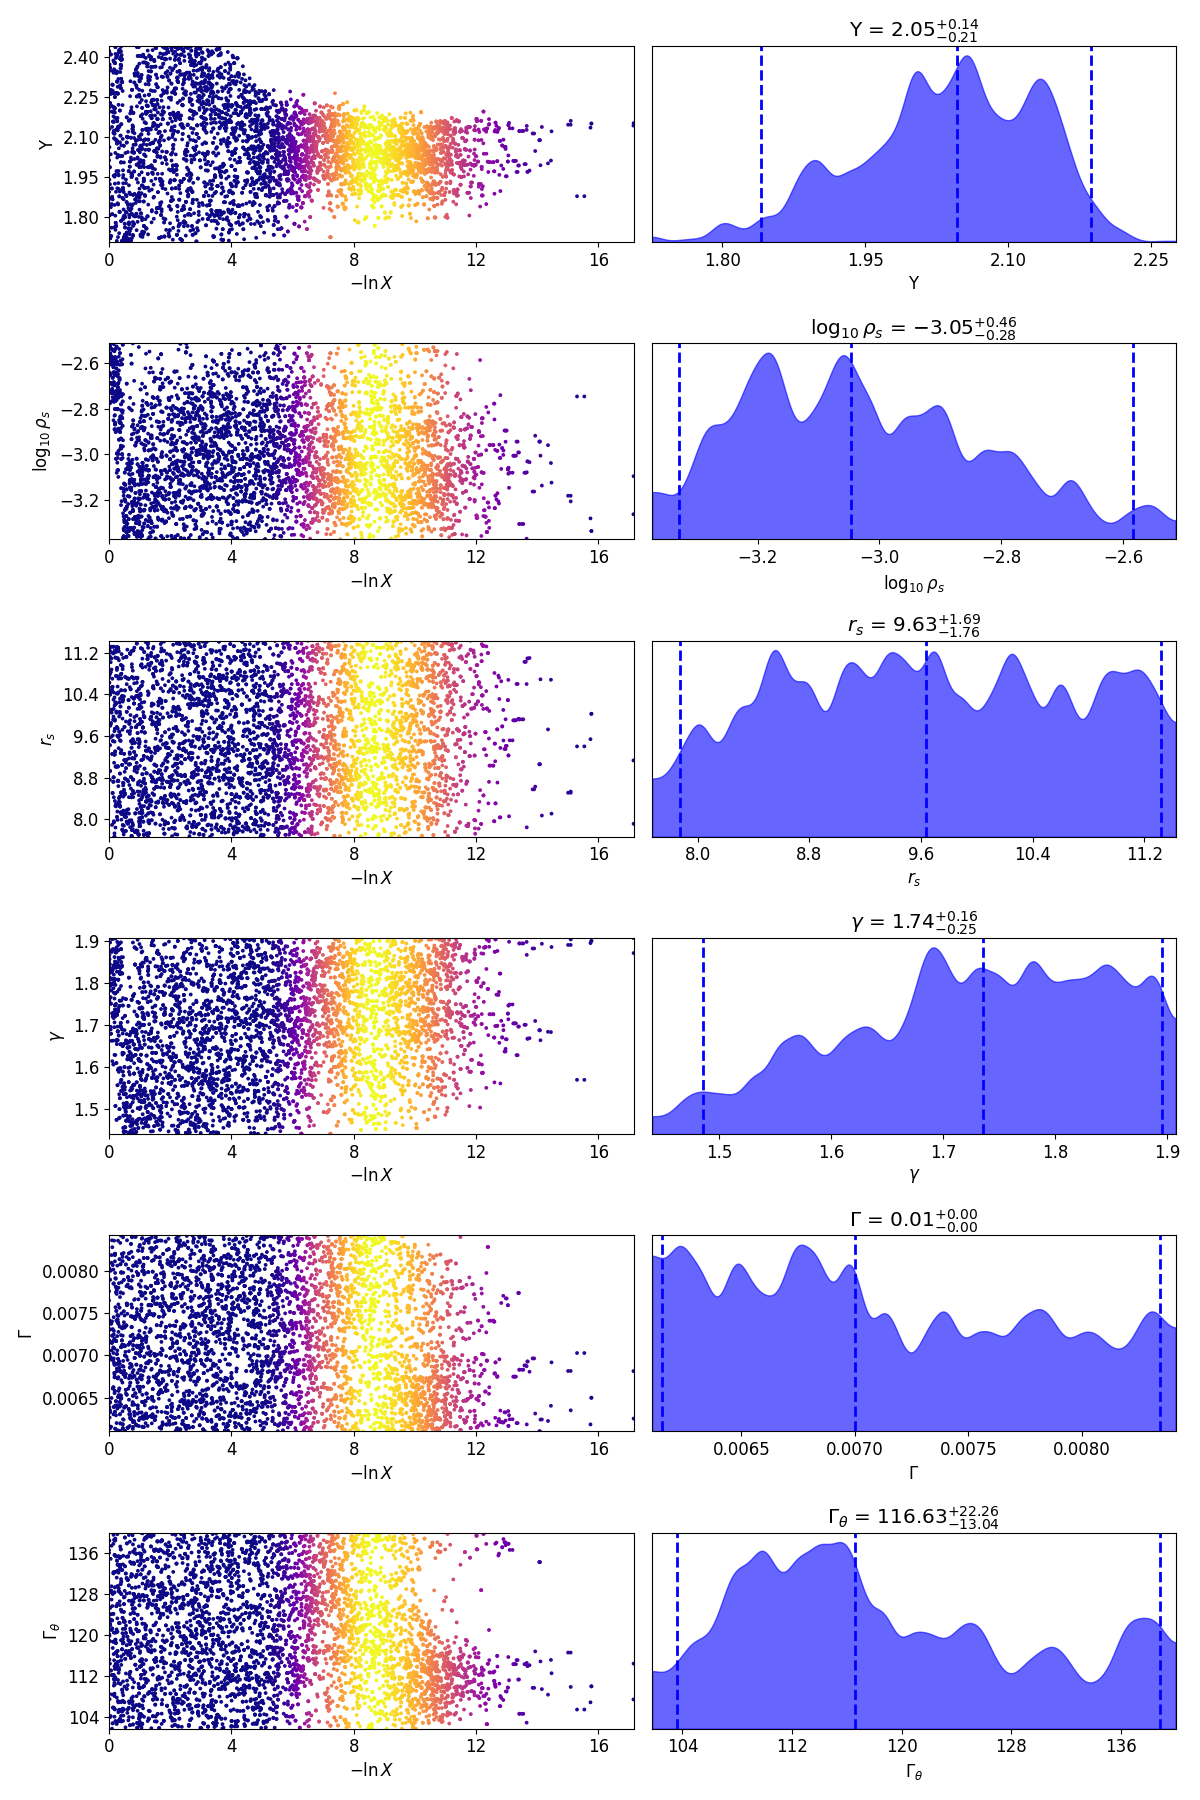 Y = 2.05+0.14 −0.21
2.40
2.25
2.10
1.95
1.80
Y
0 4 8 12 16
−ln X
1.80 1.95 2.10 2.25
Y
log10 ρs = −3.05+0.46 −0.28
−2.6
−2.8
−3.0
−3.2
log10 ρs
0 4 8 12 16
−ln X
−3.2 −3.0 −2.8 −2.6
log10 ρs
rs = 9.63+1.69 −1.76
11.2
10.4
9.6
8.8
8.0
rs
0 4 8 12 16
−ln X
8.0 8.8 9.6 10.4 11.2
rs
γ = 1.74+0.16 −0.25
1.9
1.8
1.7
1.6
1.5
γ
0 4 8 12 16
−ln X
1.5 1.6 1.7 1.8 1.9
γ
Γ = 0.01+0.00 −0.00
0.0080
0.0075
0.0070
0.0065
Γ
0 4 8 12 16
−ln X
0.0065 0.0070 0.0075 0.0080
Γ
Γθ = 116.63+22.26 −13.04
136
128
120
112
104
Γθ
0 4 8 12 16
−ln X
104 112 120 128 136
Γθ